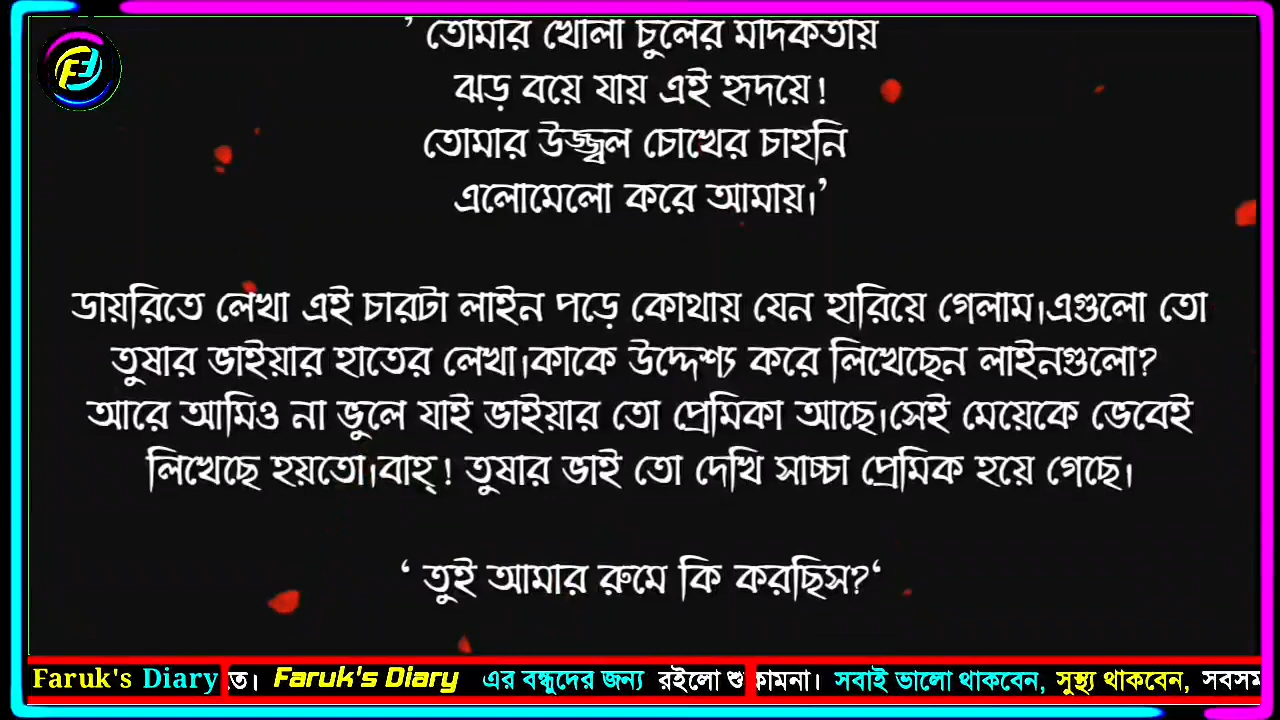 ’ তোমার খোলা চুলের মাদকতায়
ঝড় বয়ে যায় এই হৃদয়ে!
তোমার উজ্জ্বল চোখের চাহনি
এলোমেলো করে আমায়।’
ডায়রিতে লেখা এই চারটা লাইন পড়ে কোথায় যেন হারিয়ে গেলাম।এগুলো তো
তুষার ভাইয়ার হাতের লেখা।কাকে উদ্দেশ্য করে লিখেছেন লাইনগুলো?
আরে আমিও না ভুলে যাই ভাইয়ার তো প্রেমিকা আছে।সেই মেয়েকে ভেবেই
লিখেছে হয়তো।বাহ্! তুষার ভাই তো দেখি সাচ্চা প্রেমিক হয়ে গেছে।
‘ তুই আমার রুমে কি করছিস?‘
Faruk's Diary তে। Faruk's Diary এর বন্ধুদের জন্য রইলো শু কামনা। সবাই ভালো থাকবেন, সুস্থ্য থাকবেন,